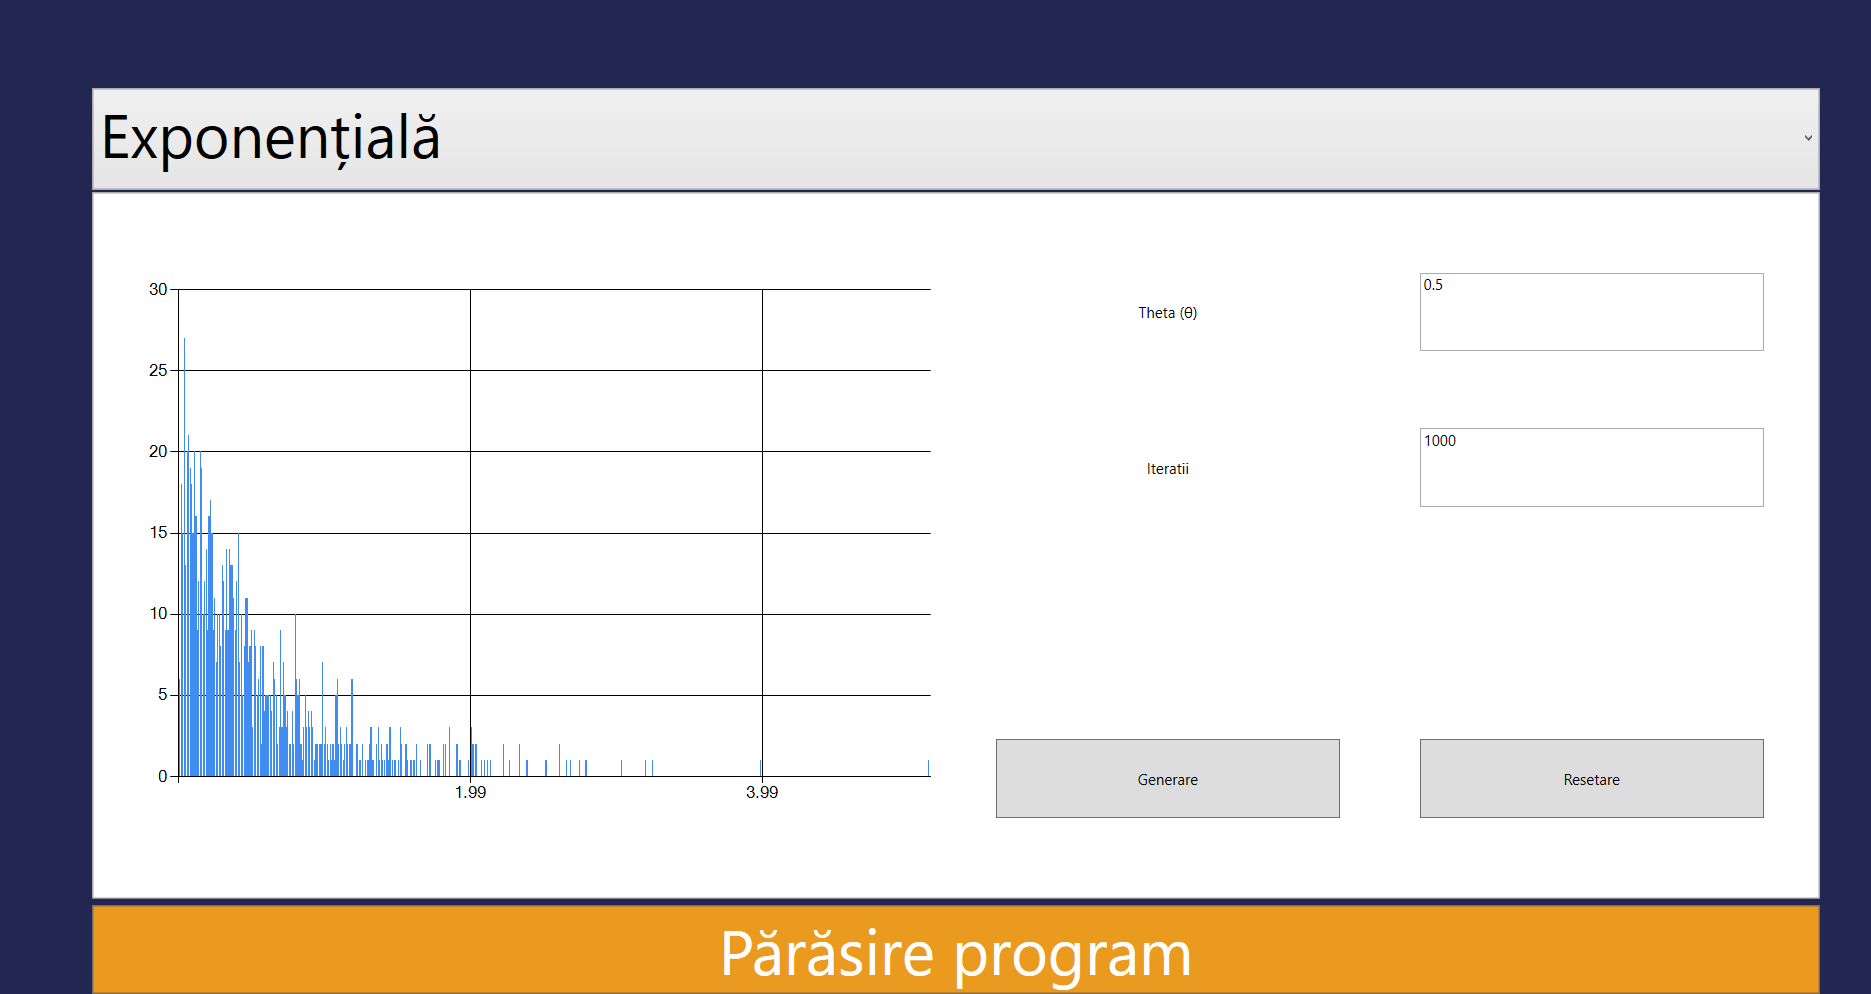 Exponențială
30
25
20
15
10
5
0
1.99 3.99
Theta (θ)
0.5
Iteratii
1000
Generare
Resetare
Părăsire program